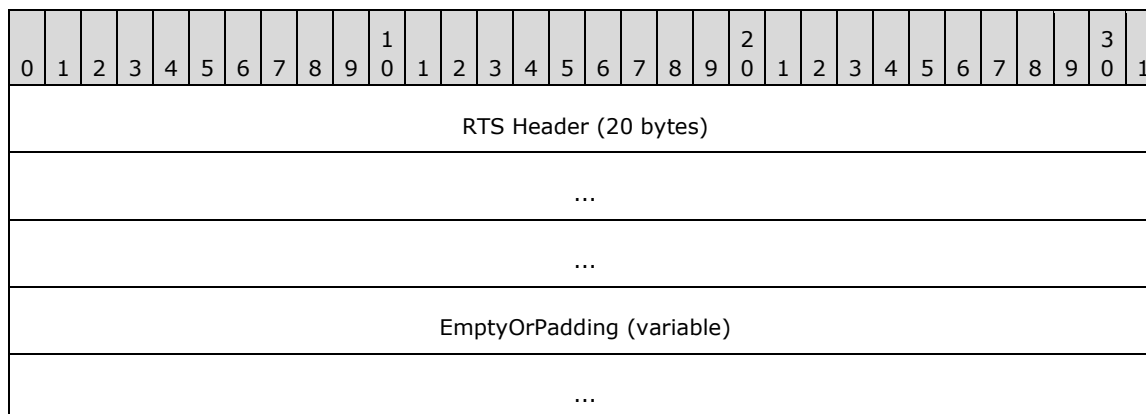 1 2 3
0 1 2 3 4 5 6 7 8 9 0 1 2 3 4 5 6 7 8 9 0 1 2 3 4 5 6 7 8 9 0 1
RTS Header (20 bytes)
...
...
EmptyOrPadding (variable)
...